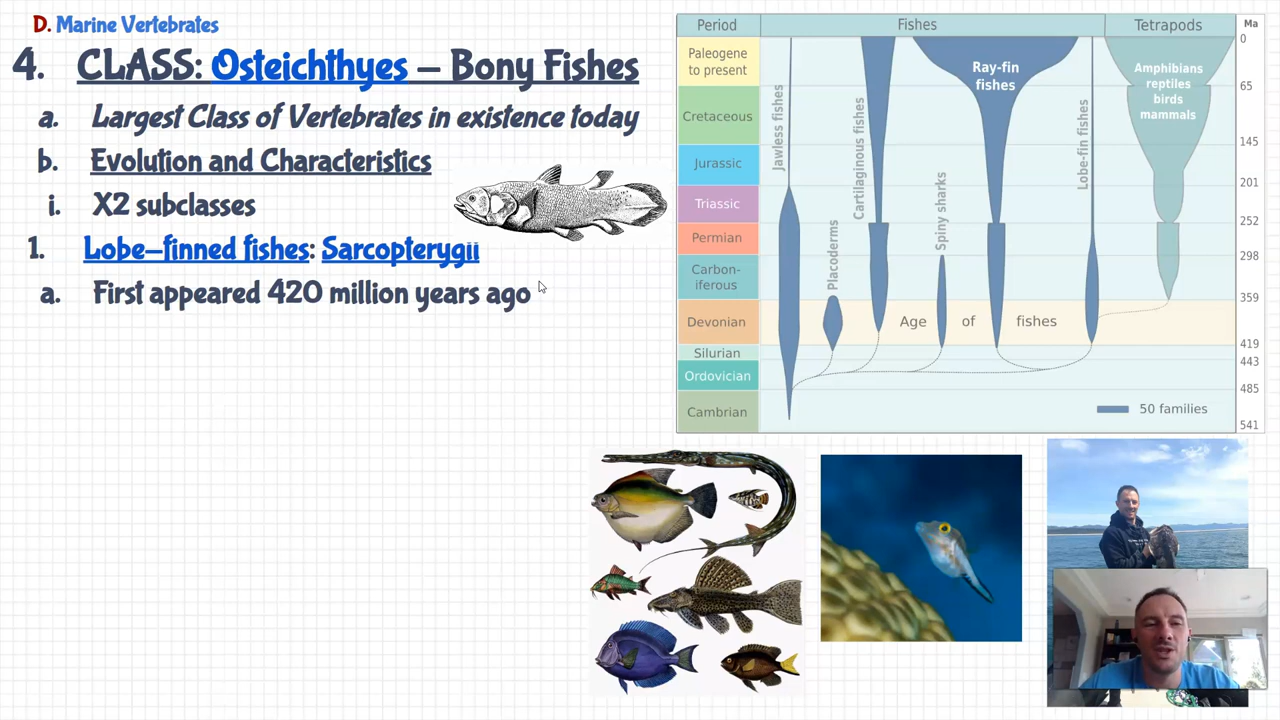 D. Marine Vertebrates
4. CLASS: Osteichthyes – Bony Fishes
a. Largest Class of Vertebrates in existence today
b. Evolution and Characteristics
i. X2 subclasses
1. Lobe-finned fishes: Sarcopterygii
a. First appeared 420 million years ago
Period
Fishes
Tetrapods
Ma
Paleogene
to present
Cretaceous
Jurassic
Triassic
Permian
Carbon-
iferous
Devonian
Silurian
Ordovician
Cambrian
Jawless fishes
Placoderms
Cartilaginous fishes
Spiny sharks
Ray-fin
fishes
Lobe-fin fishes
Amphibians
reptiles
birds
mammals
Age of fishes
50 families
0
65
145
201
252
298
359
419
443
485
541